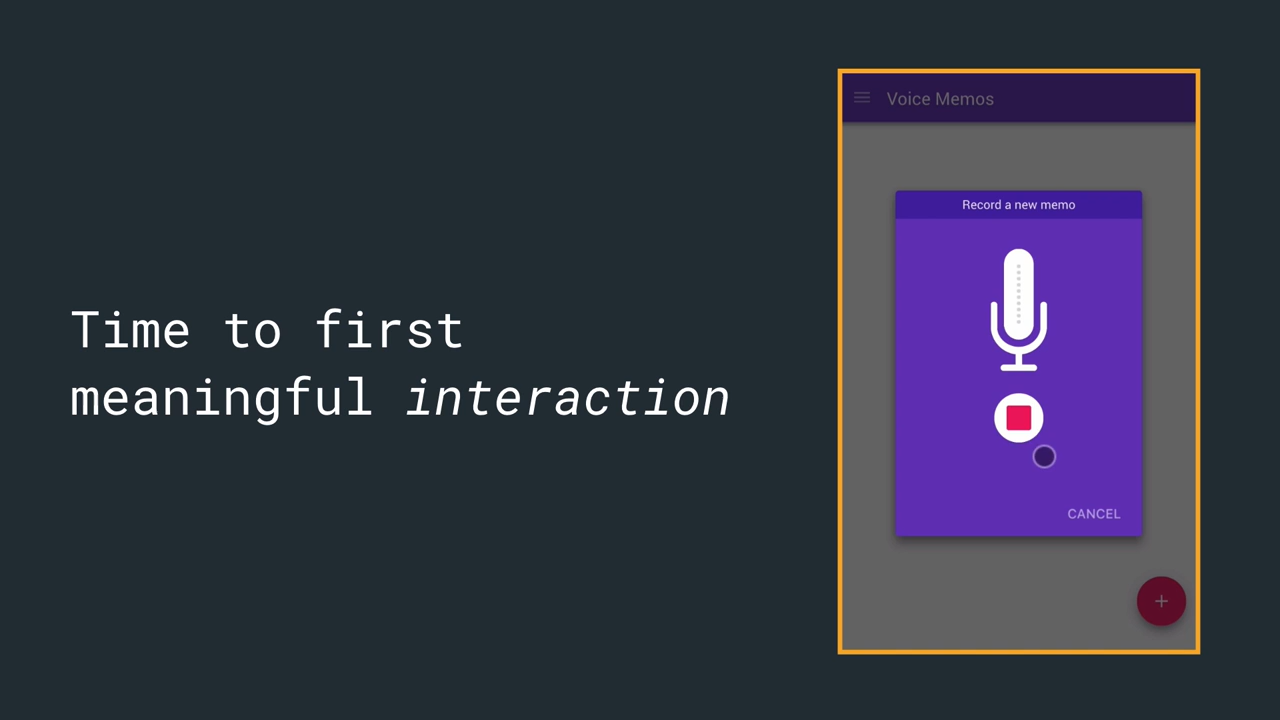 Time to first
meaningful interaction
Voice Memos
Record a new memo
CANCEL
+